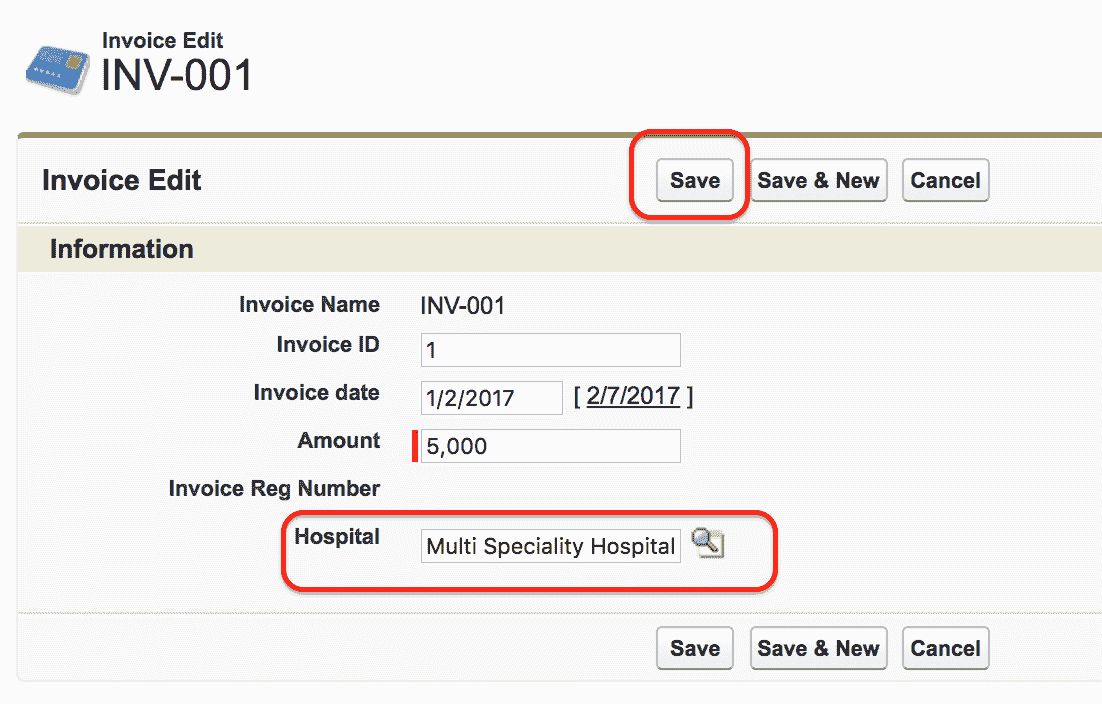 Invoice Edit
INV-001
Invoice Edit Save Save & New Cancel
Information
Invoice Name INV-001
Invoice ID 1
Invoice date 1/2/2017 [ 2/7/2017 ]
Amount 5,000
Invoice Reg Number
Hospital Multi Speciality Hospital
Save Save & New Cancel